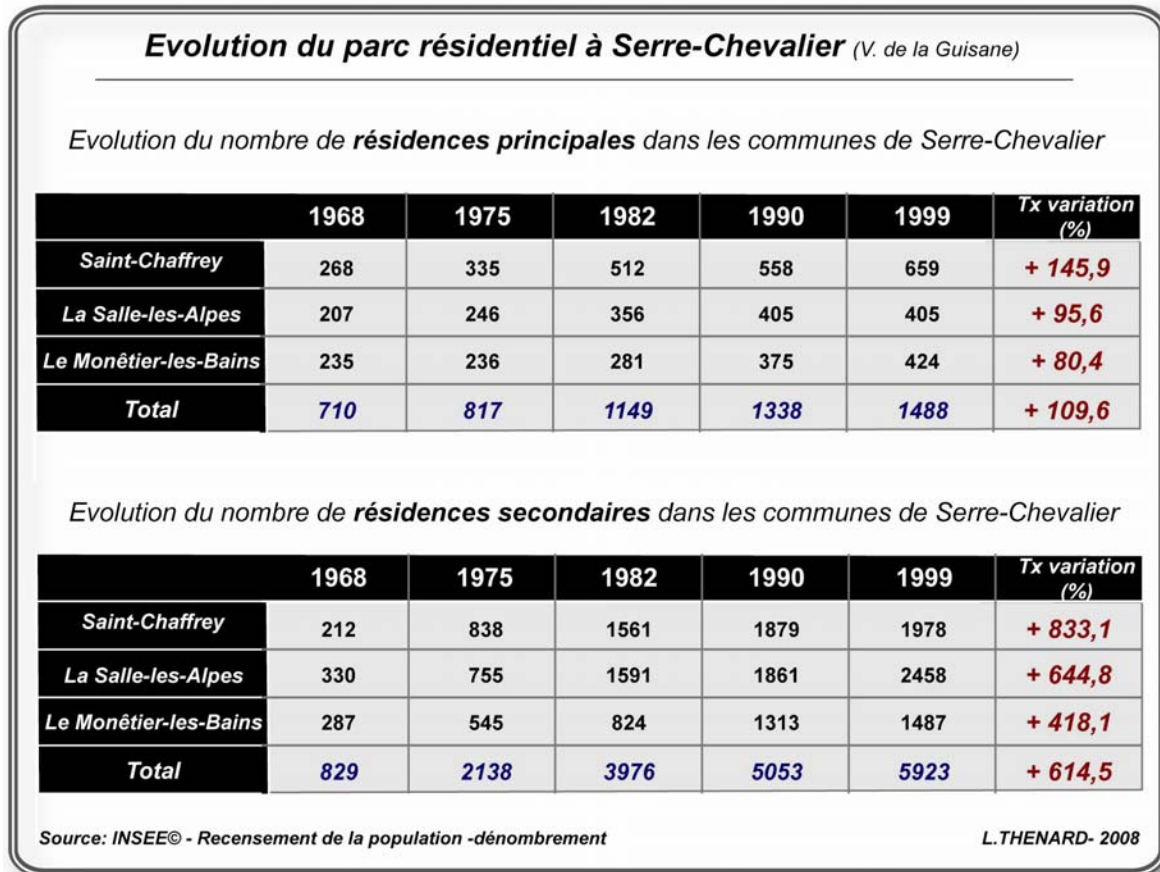 Evolution du parc résidentiel à Serre-Chevalier (V. de la Guisane)
Evolution du nombre de résidences principales dans les communes de Serre-Chevalier
1968 1975 1982 1990 1999 Tx variation (%)
Saint-Chaffrey 268 335 512 558 659 + 145,9
La Salle-les-Alpes 207 246 356 405 405 + 95,6
Le Monêtier-les-Bains 235 236 281 375 424 + 80,4
Total 710 817 1149 1338 1488 + 109,6
Evolution du nombre de résidences secondaires dans les communes de Serre-Chevalier
1968 1975 1982 1990 1999 Tx variation (%)
Saint-Chaffrey 212 838 1561 1879 1978 + 833,1
La Salle-les-Alpes 330 755 1591 1861 2458 + 644,8
Le Monêtier-les-Bains 287 545 824 1313 1487 + 418,1
Total 829 2138 3976 5053 5923 + 614,5
Source: INSEE© - Recensement de la population -dénombrement L.THENARD- 2008